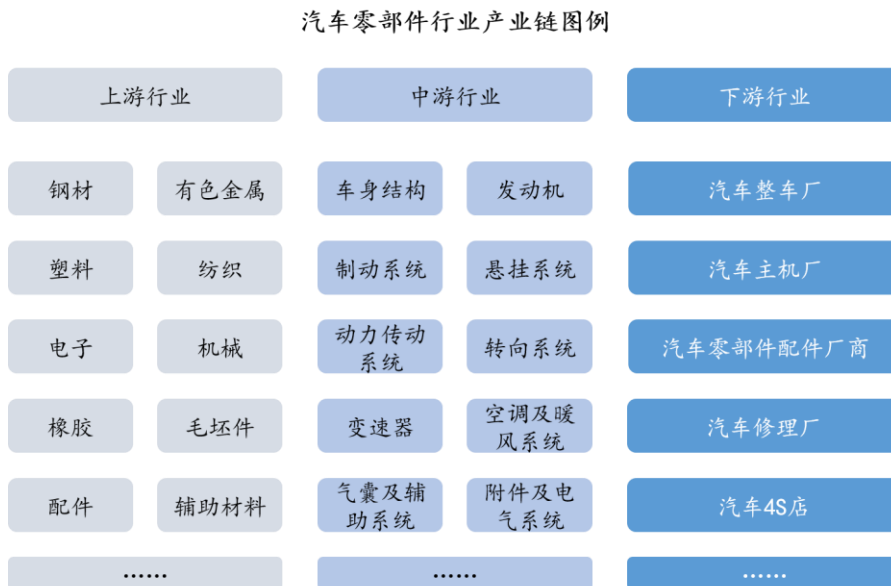 汽车零部件行业产业链图例
上游行业
中游行业
下游行业
钢材
有色金属
车身结构
发动机
汽车整车厂
塑料
纺织
制动系统
悬挂系统
汽车主机厂
电子
机械
动力传动
系统
转向系统
汽车零部件配件厂商
橡胶
毛坯件
变速器
空调及暖
风系统
汽车修理厂
配件
辅助材料
气囊及辅
助系统
附件及电
气系统
汽车4S店
……
……
……